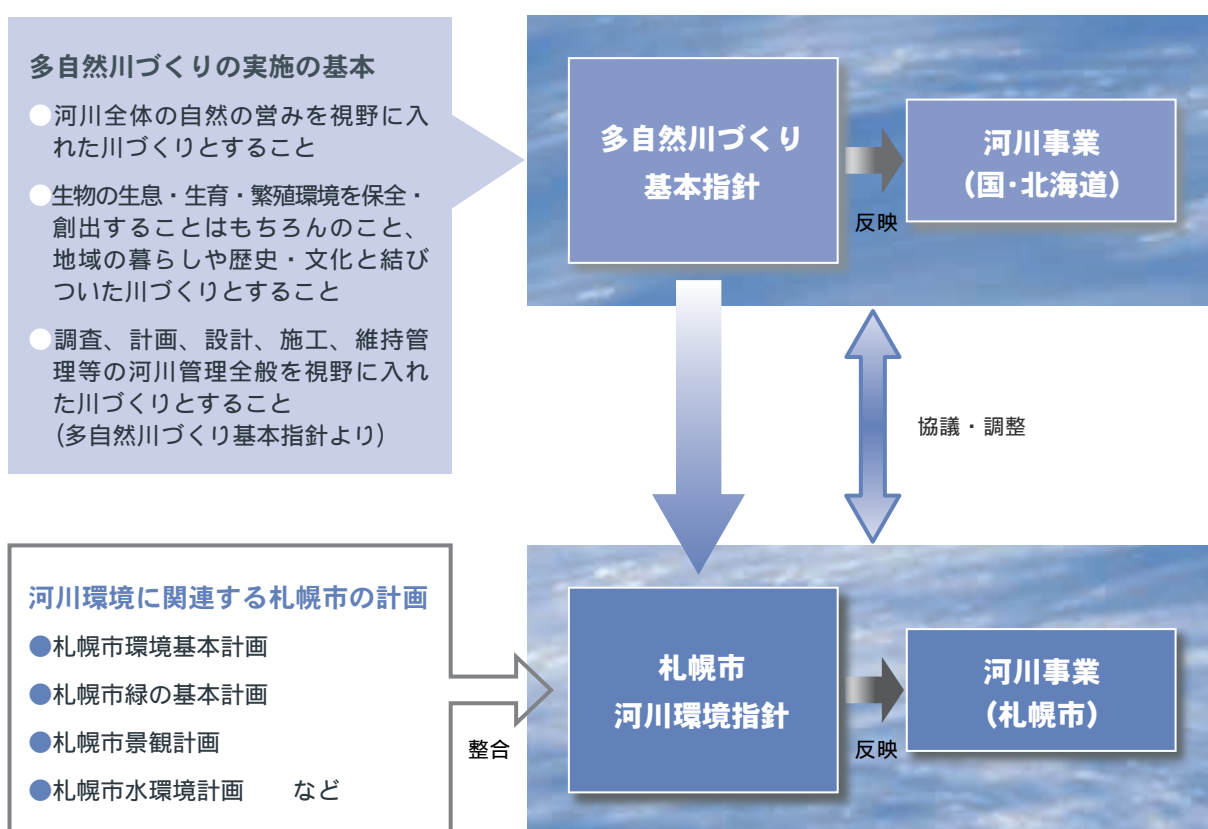 多自然川づくりの実施の基本
●河川全体の自然の営みを視野に入
れた川づくりとすること
●生物の生息・生育・繁殖環境を保全・
創出することはもちろんのこと、
地域の暮らしや歴史・文化と結び
ついた川づくりとすること
●調査、計画、設計、施工、維持管
理等の河川管理全般を視野に入れ
た川づくりとすること
(多自然川づくり基本指針より)
多自然川づくり
基本指針
反映
河川事業
(国・北海道)
協議・調整
河川環境に関連する札幌市の計画
●札幌市環境基本計画
●札幌市緑の基本計画
●札幌市景観計画
●札幌市水環境計画　など
整合
札幌市
河川環境指針
反映
河川事業
(札幌市)